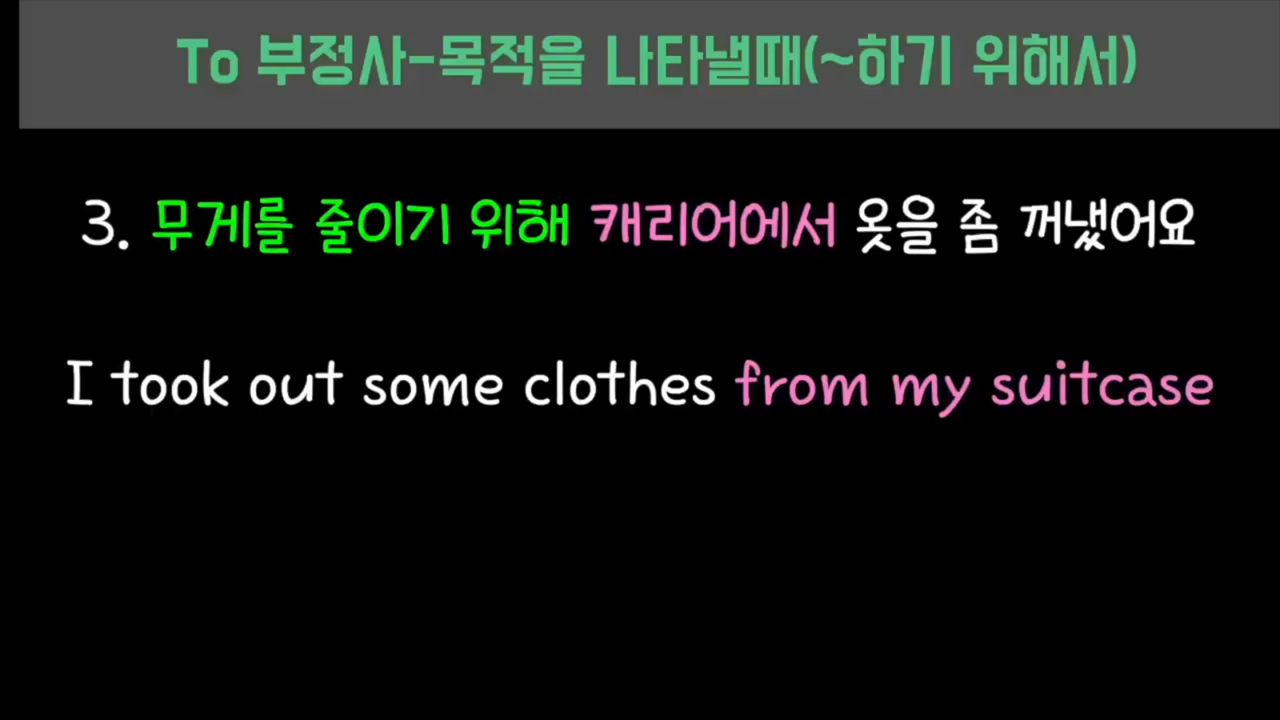 To 부정사-목적을 나타낼때(~하기 위해서)
3. 무게를 줄이기 위해 캐리어에서 옷을 좀 꺼냈어요
I took out some clothes from my suitcase